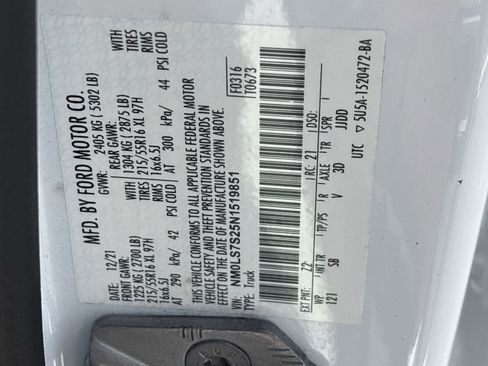 MFD. BY FORD MOTOR CO.
DATE: 12/21 GVWR: 2405 KG ( 5302 LB)
FRONT GAWR: WITH REAR GAWR: WITH
1225 KG (2700 LB) TIRES 1304 KG (2875 LB) TIRES
215/55R16 XL 97H RIMS 215/55R16 XL 97H RIMS
16x6.5J 16x6.5J
AT 290 kPa/ 42 PSI COLD AT 300 kPa/ 44 PSI COLD
THIS VEHICLE CONFORMS TO ALL APPLICABLE FEDERAL MOTOR
VEHICLE SAFETY AND THEFT PREVENTION STANDARDS IN
EFFECT ON THE DATE OF MANUFACTURE SHOWN ABOVE.
VIN: NM0LS7S25N1519851
TYPE: Truck
F0316
T0673
EXT PNT: Z2 RC: 21 DSO:
WB INT TR TP/PS R AXLE TR SPR
121 SB V 3D JJDD
UTC ▽ 5U5A-1520472-BA